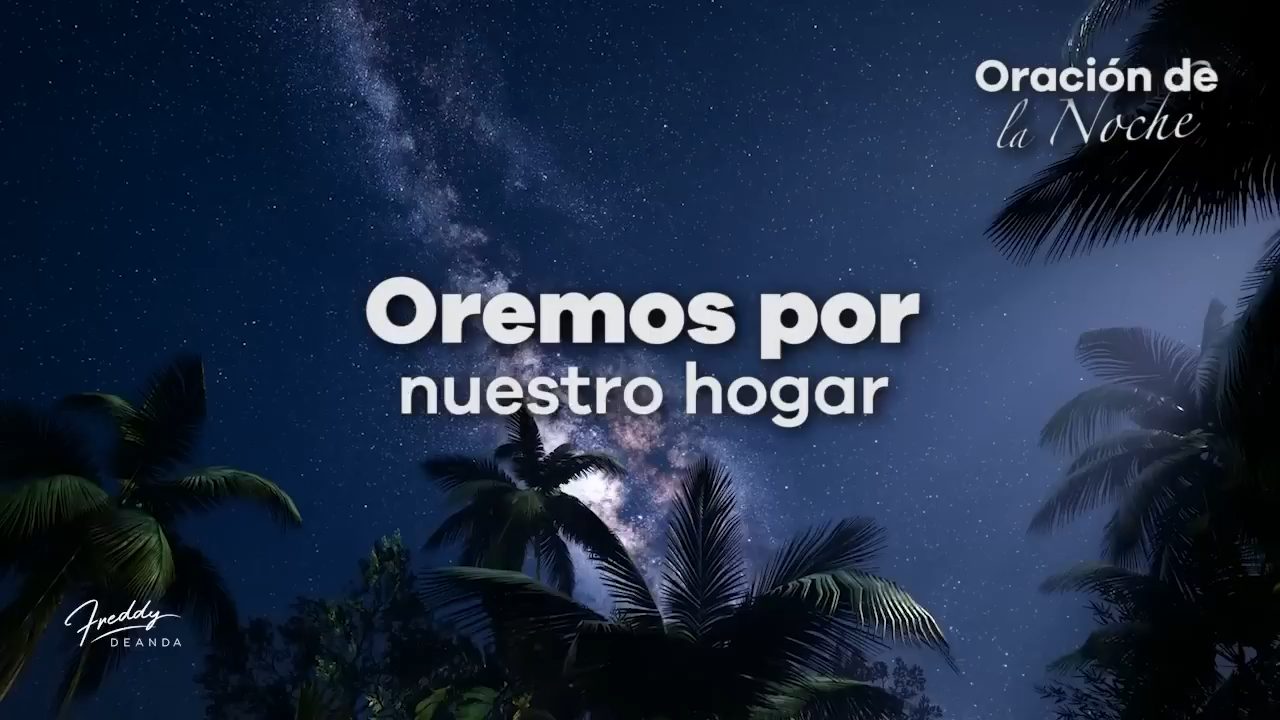 Oración de
la Noche
Oremos por
nuestro hogar
Freddy
DEANDA